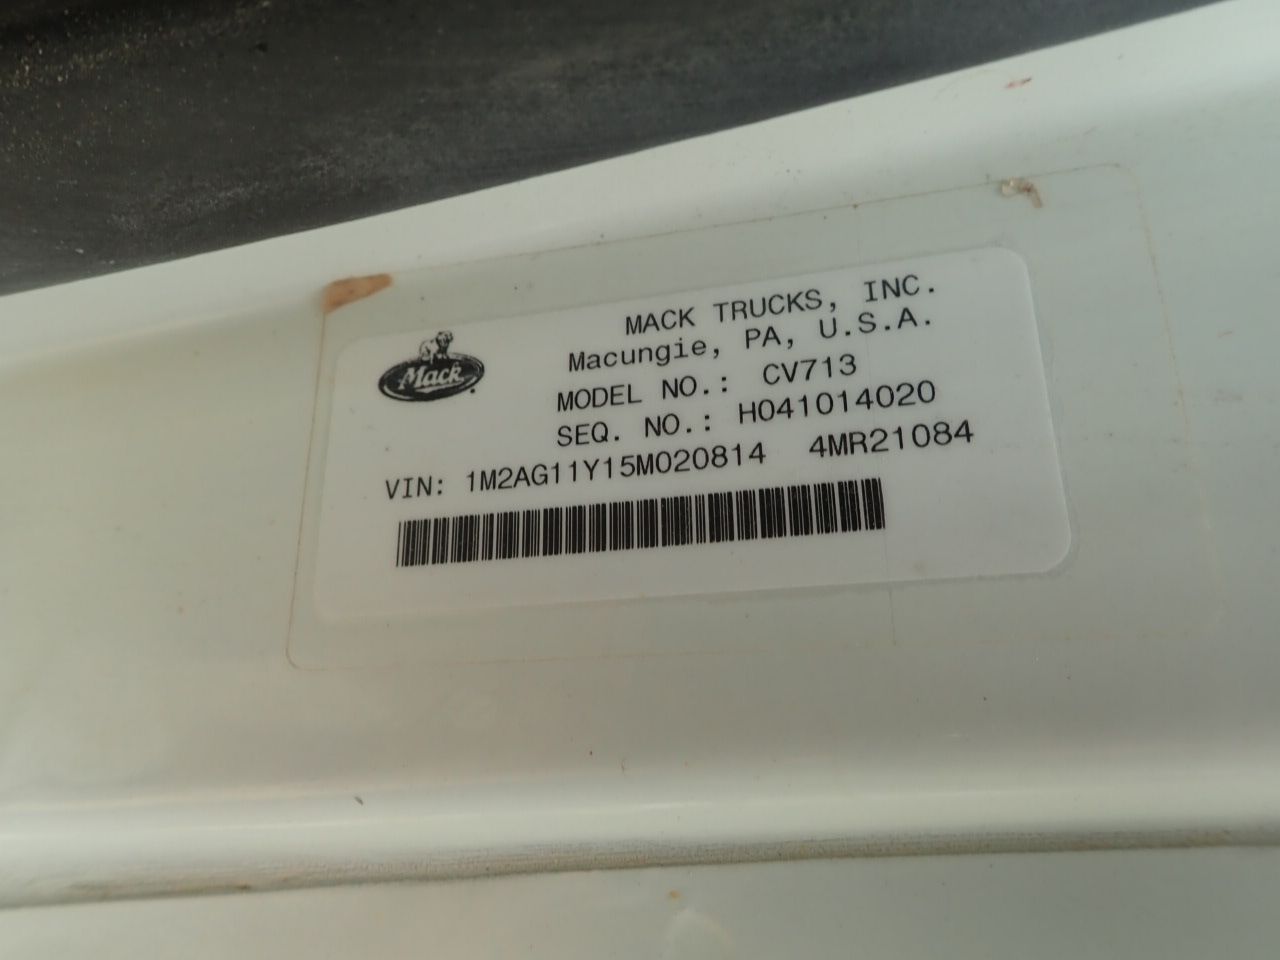 MACK TRUCKS, INC.
Macungie, PA, U.S.A.
Mack
MODEL NO.: CV713
SEQ. NO.: H041014020
VIN: 1M2AG11Y15M020814 4MR21084